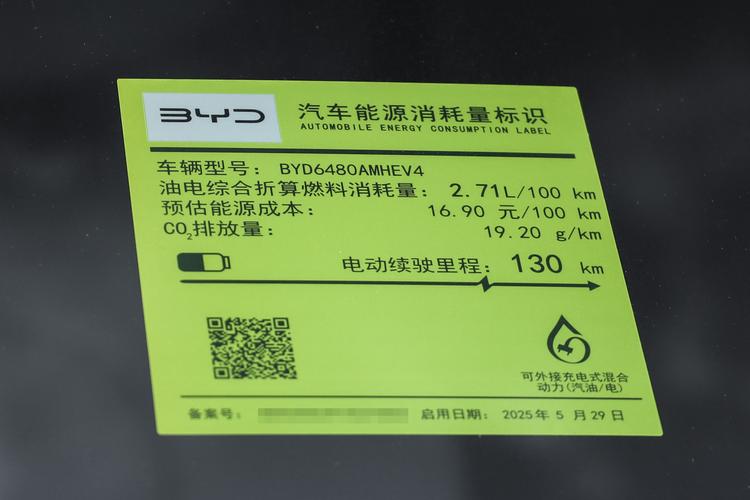 BYD
汽车能源消耗量标识
AUTOMOBILE ENERGY CONSUMPTION LABEL
车辆型号: BYD6480AMHEV4
油电综合折算燃料消耗量: 2.71L/100 km
预估能源成本: 16.90 元/100 km
CO₂排放量: 19.20 g/km
电动续驶里程: 130 km
可外接充电式混合
动力(汽油/电)
备案号: 启用日期: 2025年 5 月 29 日